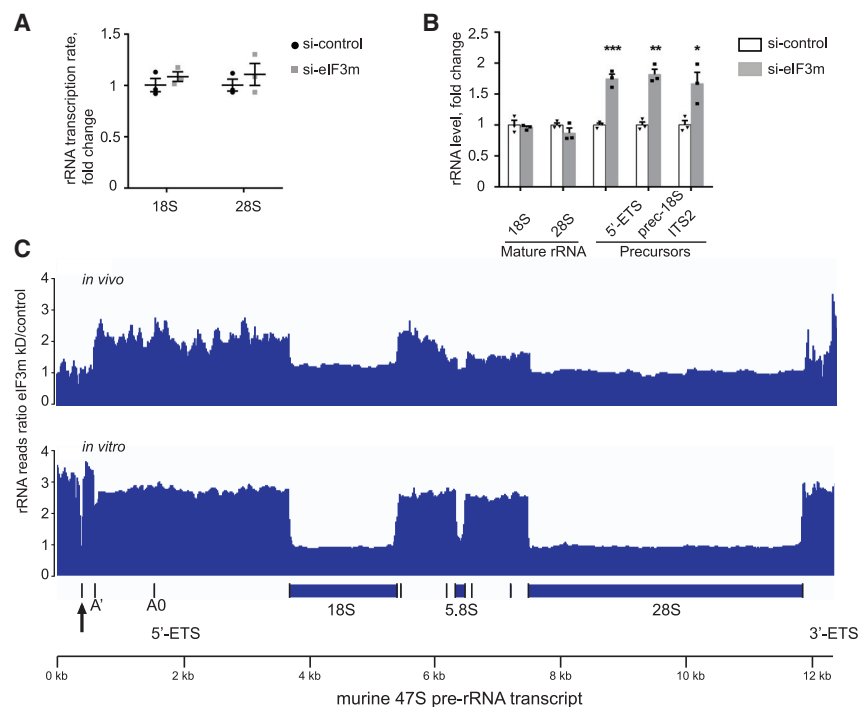 A
rRNA transcription rate,
fold change
1.5
1
0.5
0
18S
28S
si-control
si-eIF3m
B
rRNA level, fold change
2.5
2
1.5
1
0.5
0
***
**
*
18S
28S
5'-ETS
prec-18S
ITS2
Mature rRNA
Precursors
si-control
si-eIF3m
C
rRNA reads ratio eIF3m kD/control
in vivo
4
3
2
1
0
in vitro
4
3
2
1
0
A'
A0
18S
5.8S
28S
5'-ETS
3'-ETS
0 kb
2 kb
4 kb
6 kb
8 kb
10 kb
12 kb
murine 47S pre-rRNA transcript